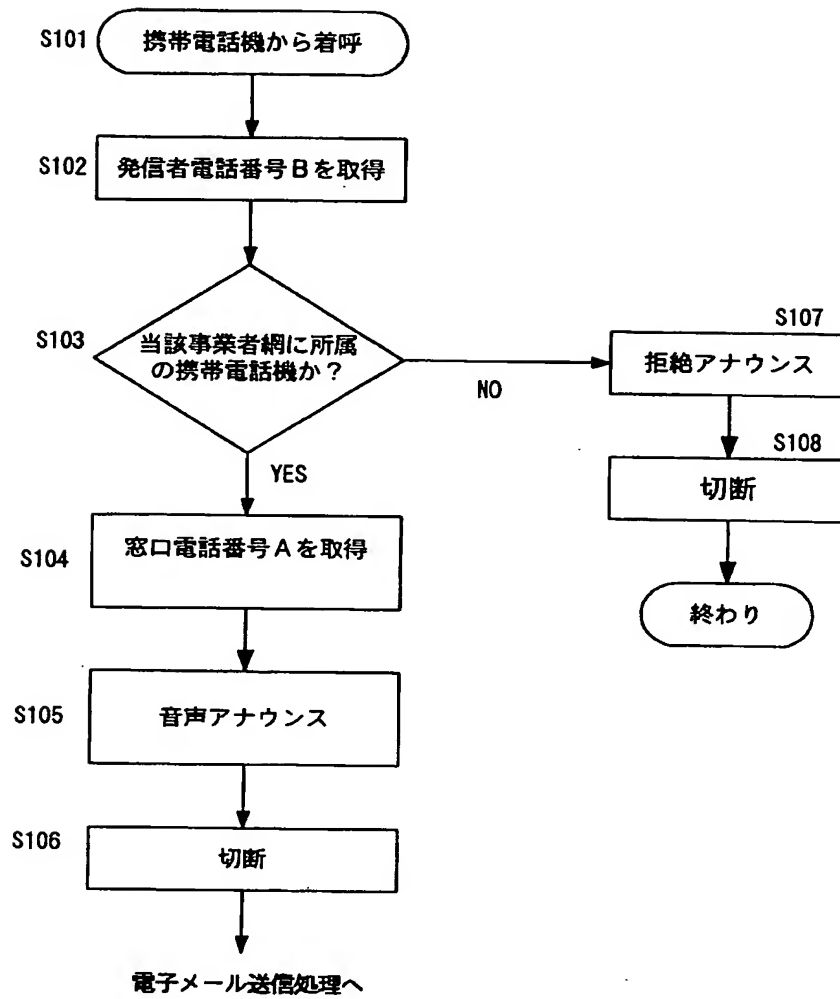 S101
携帯電話機から着呼
S102
発信者電話番号Bを取得
S103
当該事業者網に所属
の携帯電話機か？
NO
YES
S107
拒絶アナウンス
S108
切断
終わり
S104
窓口電話番号Aを取得
S105
音声アナウンス
S106
切断
電子メール送信処理へ